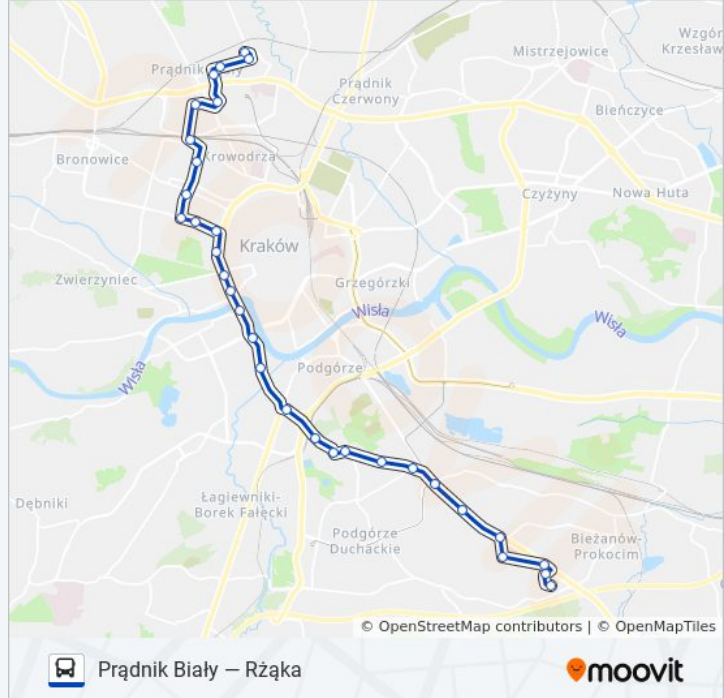 Wzgór
Krzesław
Mistrzejowice
Prądnik Biały
Prądnik
Czerwony
Bieńczyce
Bronowice
Krowodrza
Czyżyny
Nowa Huta
Kraków
Zwierzyniec
Grzegórzki
Wisła
Wisła
Wisła
Podgórze
Dębniki
Łagiewniki-
Borek Fałęcki
Podgórze
Duchackie
Bieżanów-
Prokocim
© OpenStreetMap contributors | © OpenMapTiles
Prądnik Biały — Rżąka
moovit